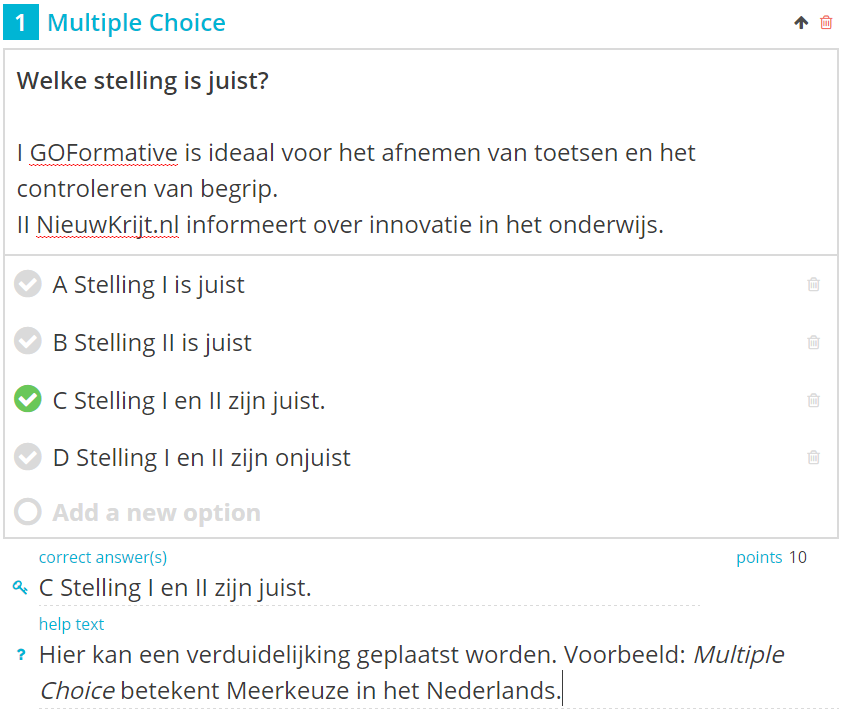 1 Multiple Choice
Welke stelling is juist?
I GOFormative is ideaal voor het afnemen van toetsen en het
controleren van begrip.
II NieuwKrijt.nl informeert over innovatie in het onderwijs.
A Stelling I is juist
B Stelling II is juist
C Stelling I en II zijn juist.
D Stelling I en II zijn onjuist
Add a new option
correct answer(s) points 10
C Stelling I en II zijn juist.
help text
? Hier kan een verduidelijking geplaatst worden. Voorbeeld: Multiple
Choice betekent Meerkeuze in het Nederlands.